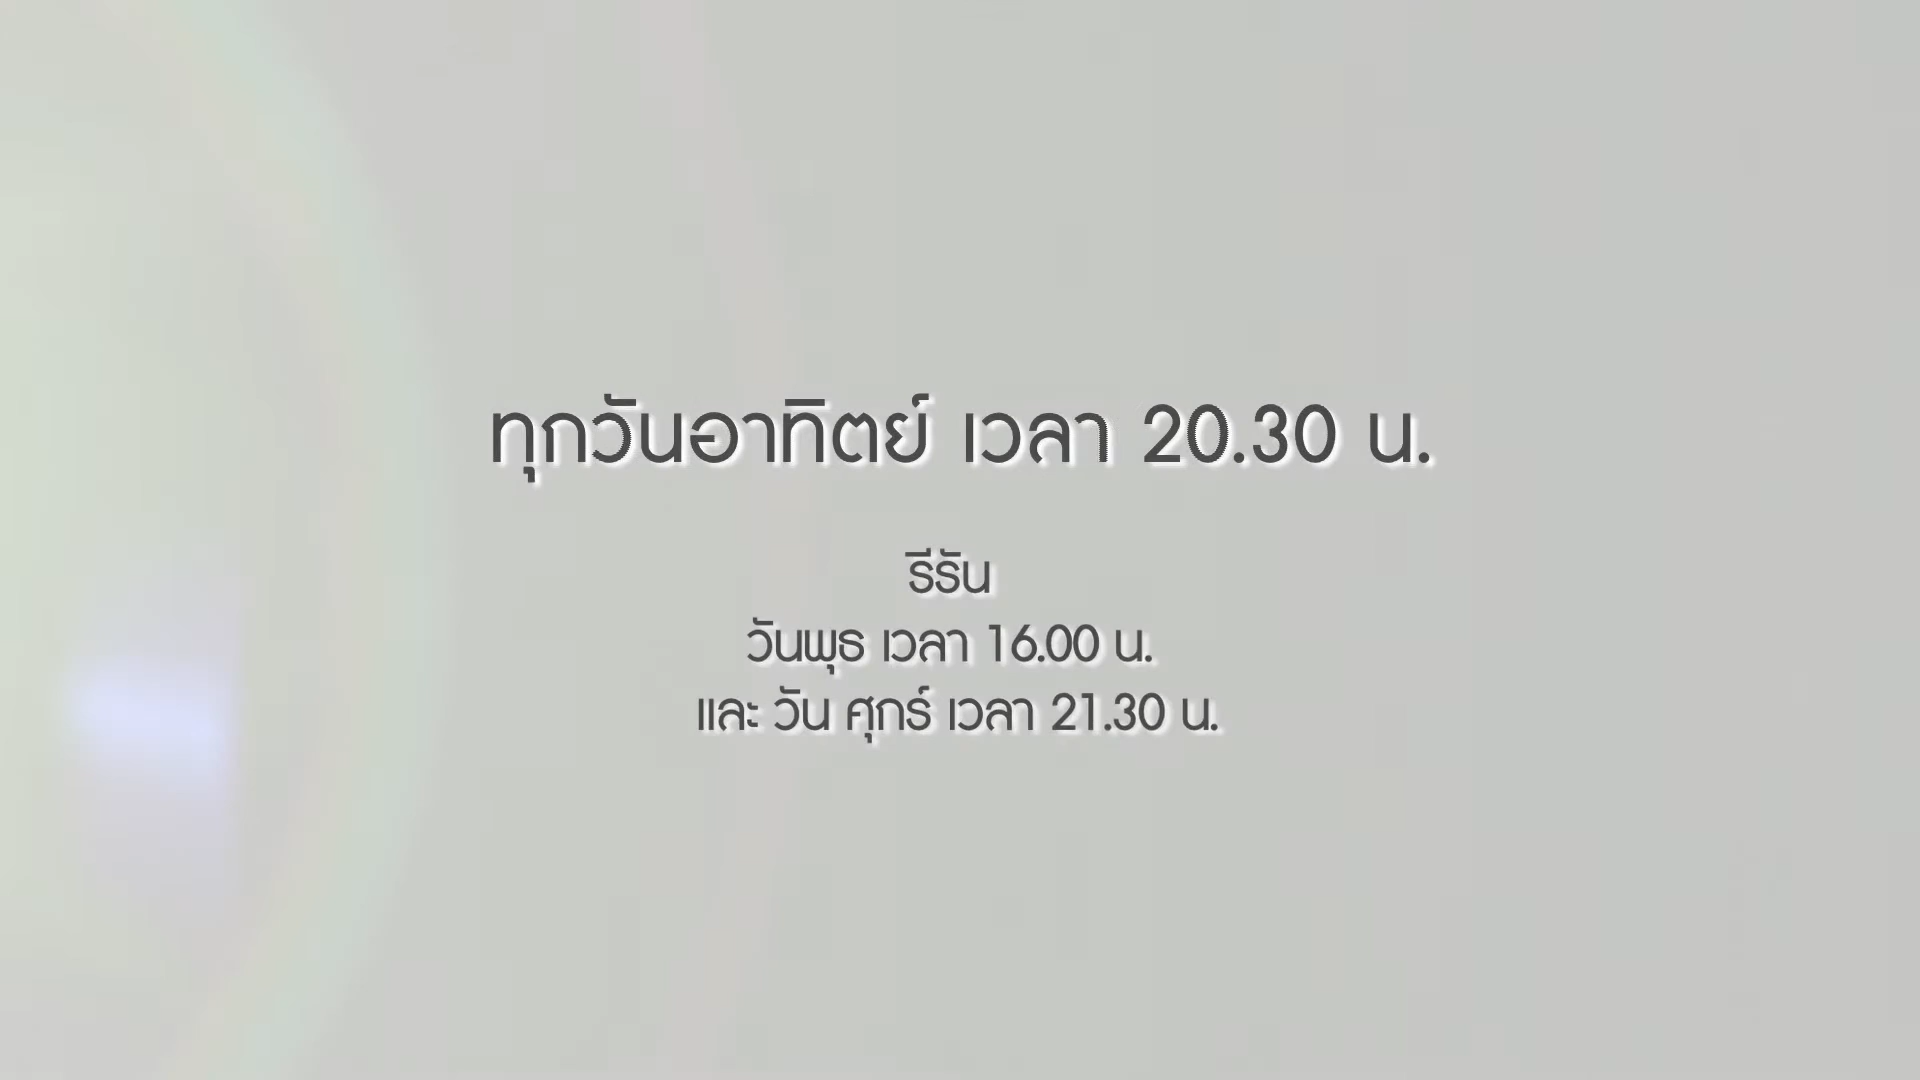 ทุกวันอาทิตย์ เวลา 20.30 น.
รีรัน
วันพุธ เวลา 16.00 น.
และ วัน ศุกร์ เวลา 21.30 น.